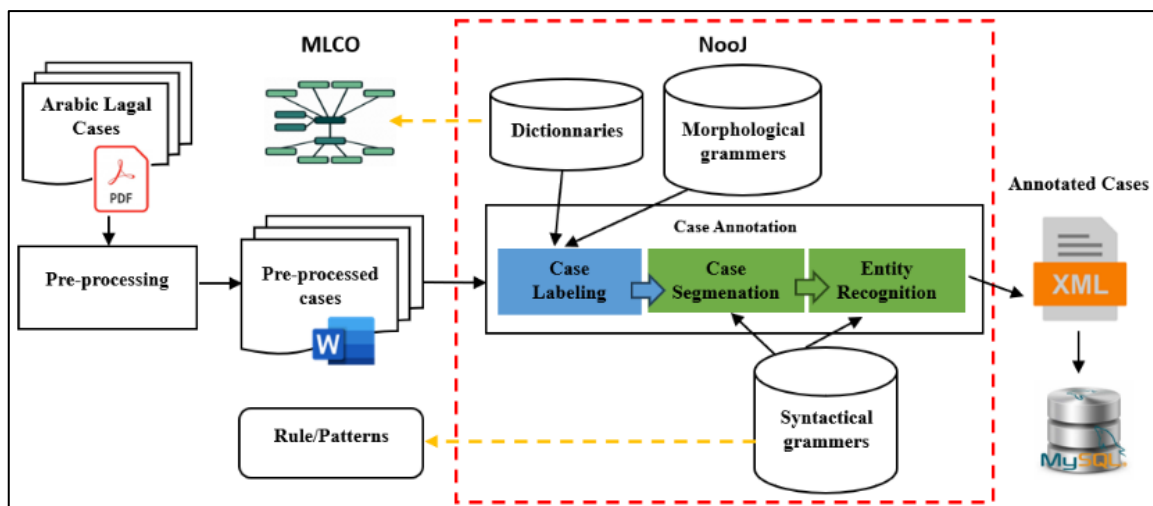 MLCO
NooJ
Arabic Lagal
Cases
PDF
Dictionnaries
Morphological
grammers
Annotated Cases
Case Annotation
Pre-processing
Pre-processed
cases
W
Case
Labeling
Case
Segmenation
Entity
Recognition
XML
Rule/Patterns
Syntactical
grammers
MySQL